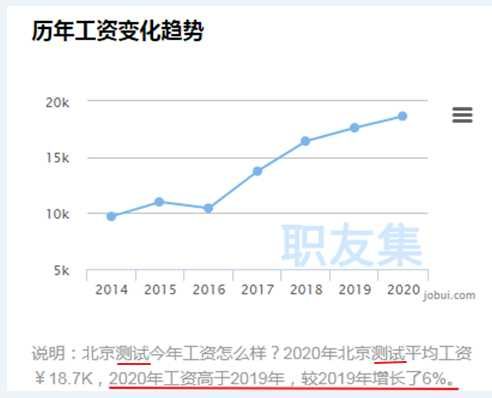 历年工资变化趋势
20k
15k
10k
职友集
5k
2014 2015 2016 2017 2018 2019 2020
jobui.com
说明：北京测试今年工资怎么样？2020年北京测试平均工资
￥18.7K，2020年工资高于2019年，较2019年增长了6%。